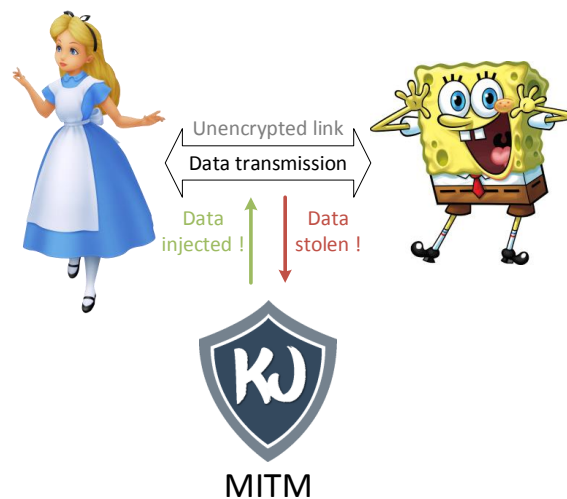 Unencrypted link
Data transmission
Data
injected !
Data
stolen !
KJ
MITM